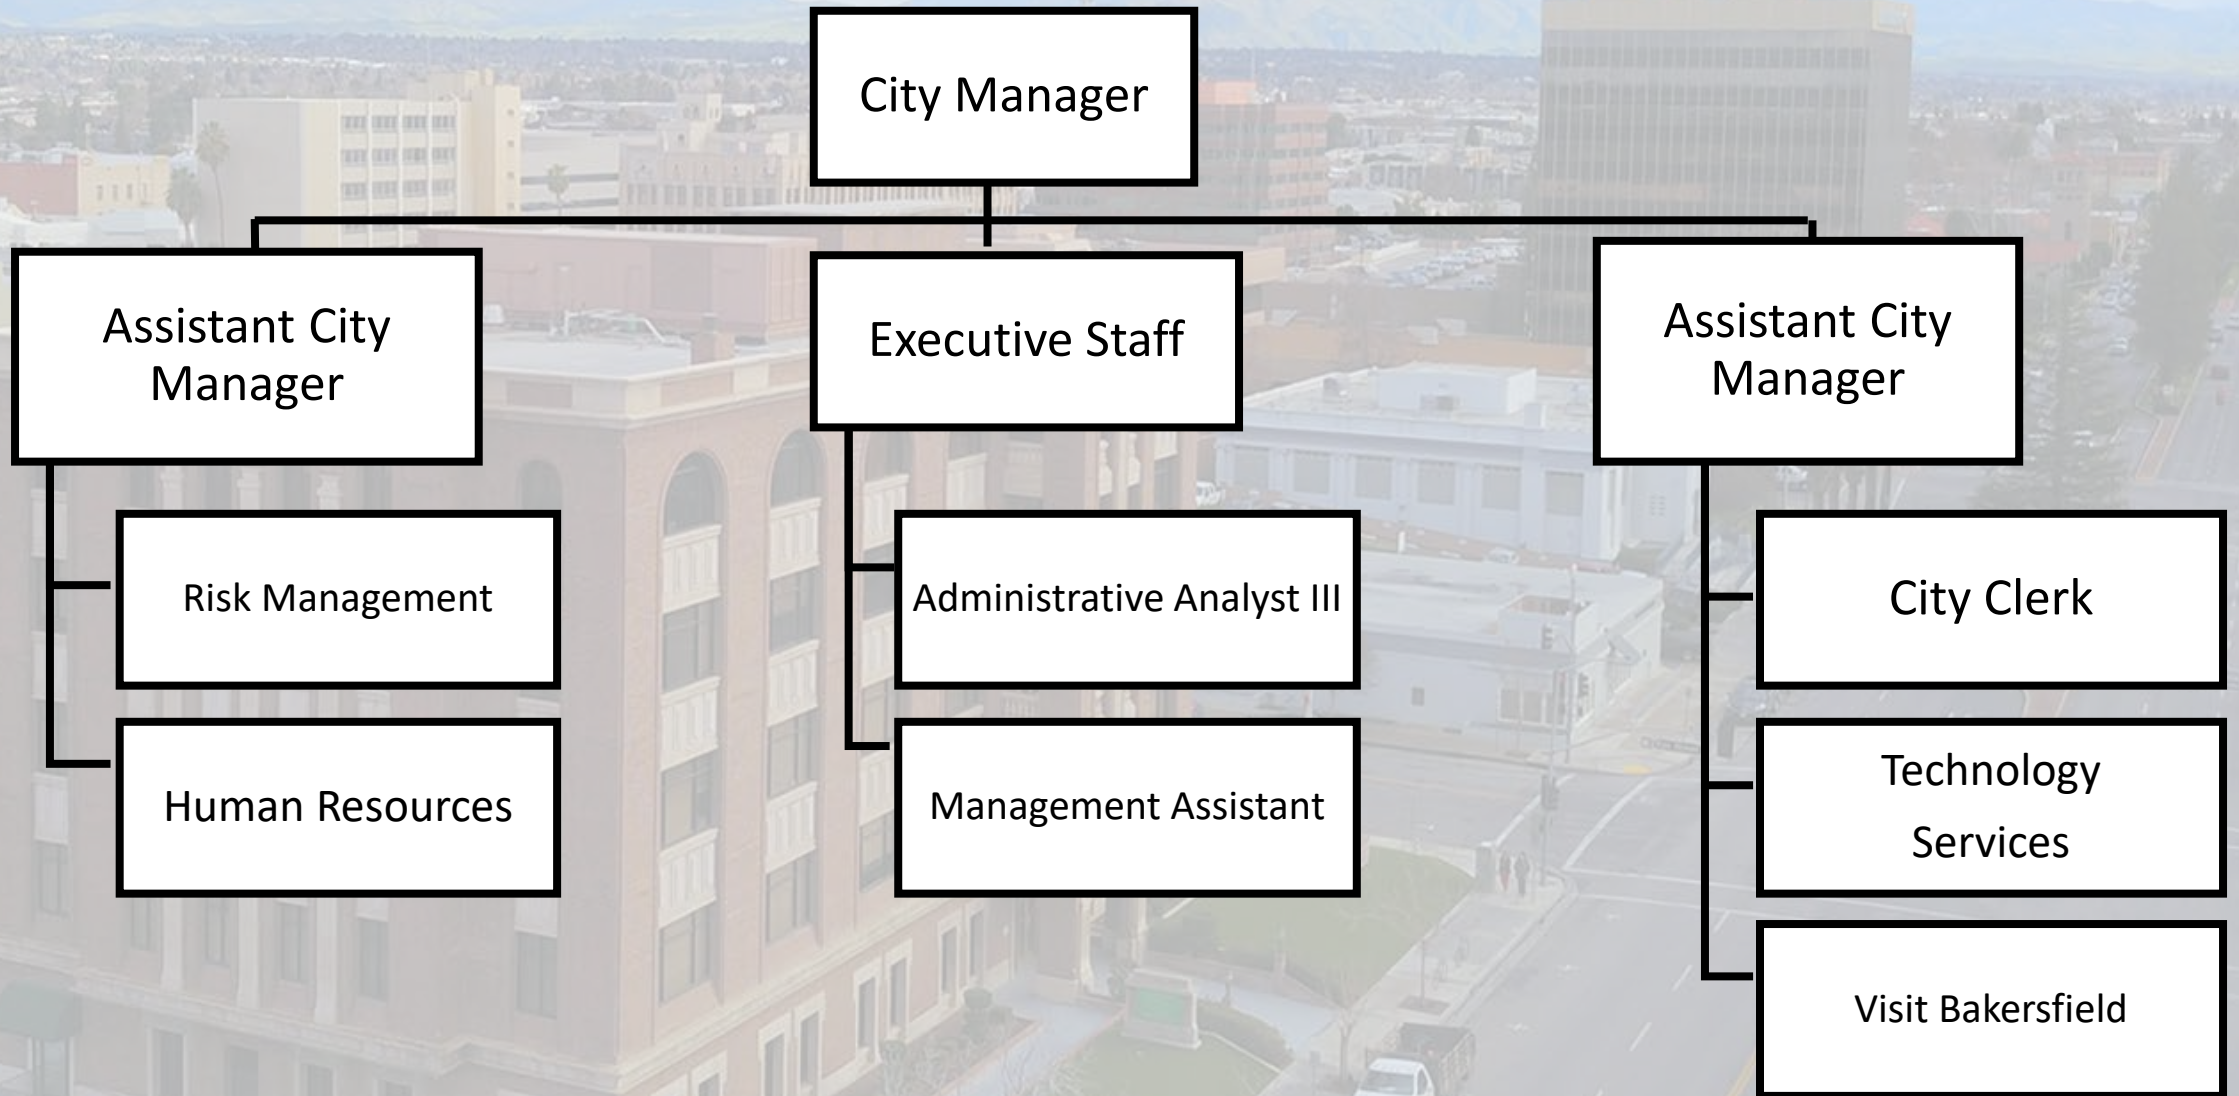 City Manager
Assistant City
Manager
Executive Staff
Assistant City
Manager
Risk Management
Human Resources
Administrative Analyst III
Management Assistant
City Clerk
Technology
Services
Visit Bakersfield